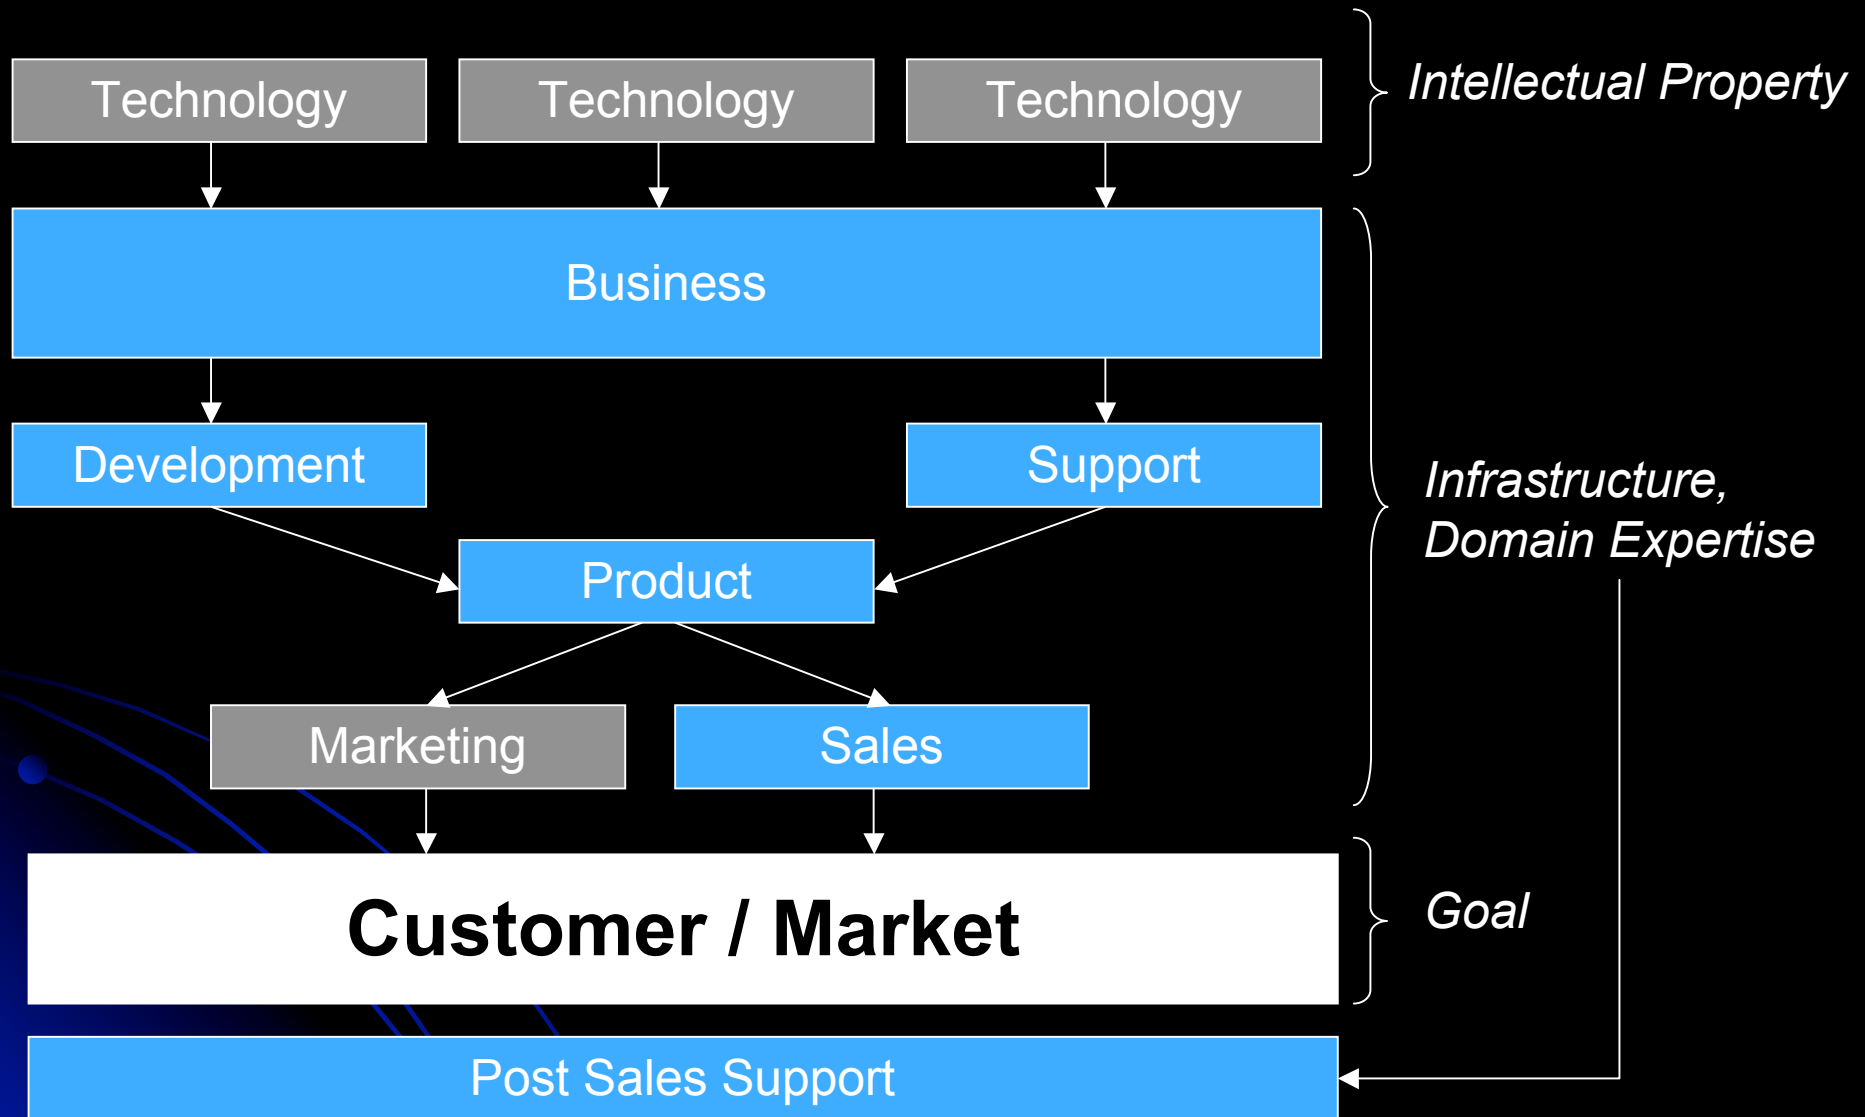 Technology
Technology
Technology
Intellectual Property
Business
Development
Support
Infrastructure,
Domain Expertise
Product
Marketing
Sales
Customer / Market
Goal
Post Sales Support